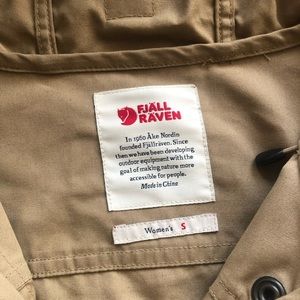 FJÄLL
RÄVEN
In 1960 Åke Nordin
founded Fjällräven. Since
then we have been developing
outdoor equipment with the
goal of making nature more
accessible for people.
Made in China
Women's S